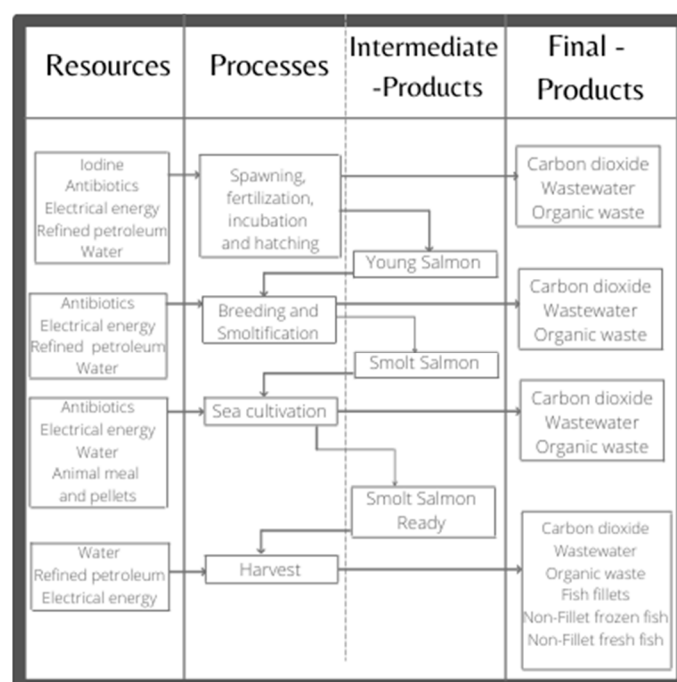 Resources
Processes
Intermediate
-Products
Final -
Products
Iodine
Antibiotics
Electrical energy
Refined petroleum
Water
Spawning,
fertilization,
incubation
and hatching
Carbon dioxide
Wastewater
Organic waste
Young Salmon
Antibiotics
Electrical energy
Refined petroleum
Water
Breeding and
Smoltification
Carbon dioxide
Wastewater
Organic waste
Smolt Salmon
Antibiotics
Electrical energy
Water
Animal meal
and pellets
Sea cultivation
Carbon dioxide
Wastewater
Organic waste
Smolt Salmon
Ready
Water
Refined petroleum
Electrical energy
Harvest
Carbon dioxide
Wastewater
Organic waste
Fish fillets
Non-Fillet frozen fish
Non-Fillet fresh fish